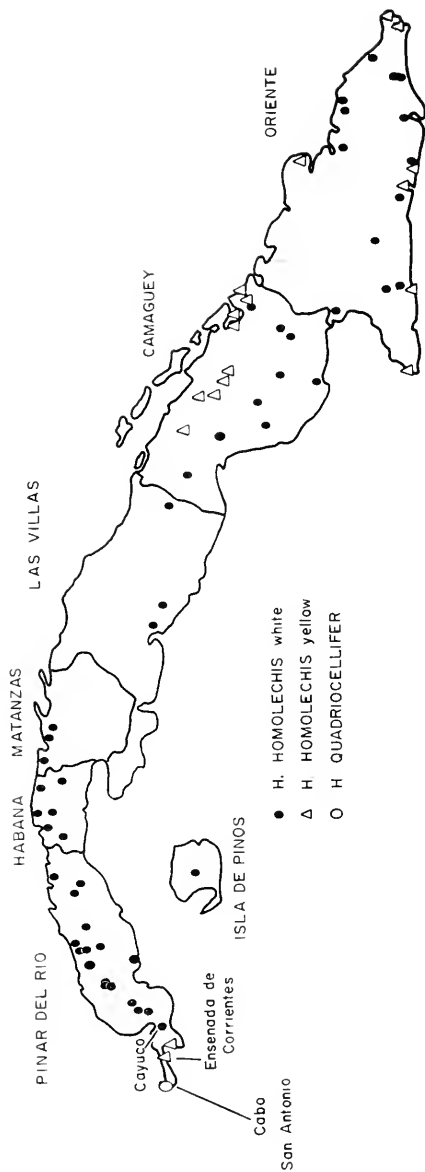 PINAR DEL RIO
HABANA
MATANZAS
LAS VILLAS
CAMAGUEY
ORIENTE
Cayuco
Ensenada de
Corrientes
Cabo
San Antonio
ISLA DE PINOS
● H. HOMOLECHIS white
△ H. HOMOLECHIS yellow
○ H QUADRIOCELLIFER